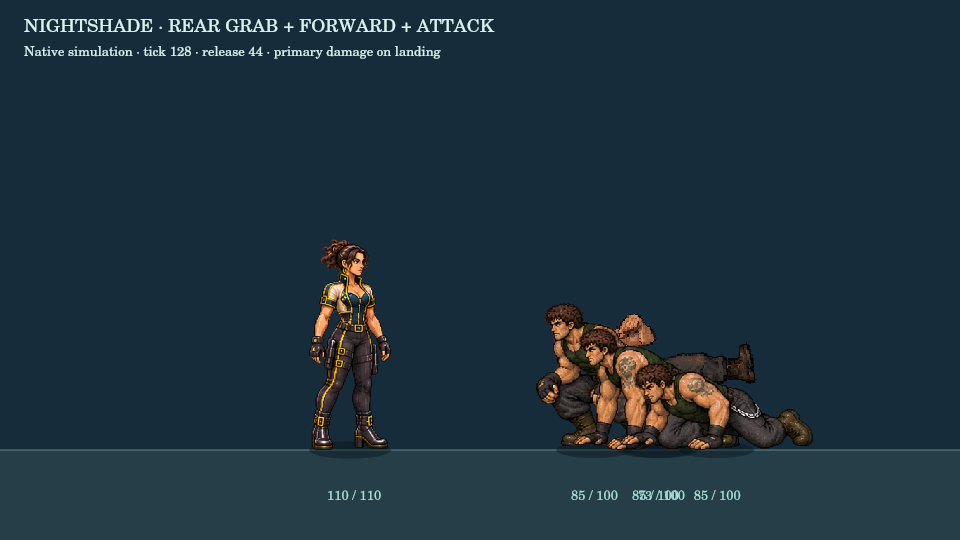 NIGHTSHADE · REAR GRAB + FORWARD + ATTACK
Native simulation · tick 128 · release 44 · primary damage on landing
110 / 110 85 / 100 85 / 100